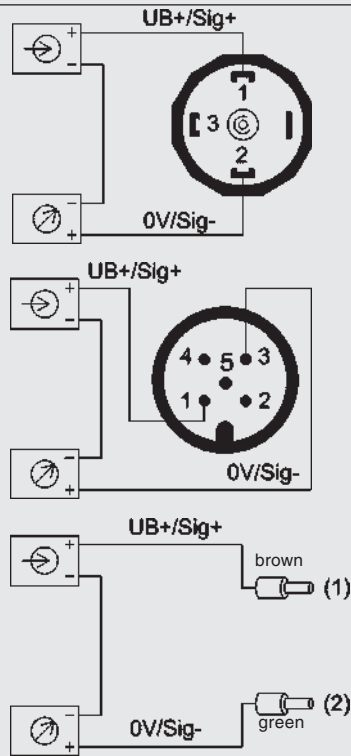 UB+/Sig+
+
−
1
3
2
−
+
0V/Sig-
UB+/Sig+
+
−
4 5 3
1 2
−
+
0V/Sig-
UB+/Sig+
+
−
brown
(1)
−
+
0V/Sig-
(2)
green